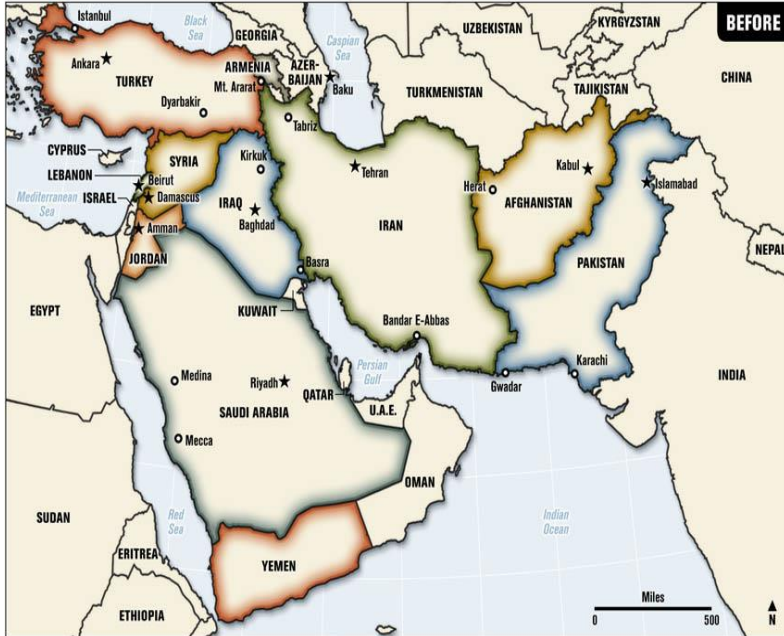 BEFORE
Istanbul
Black
Sea
GEORGIA
Caspian
Sea
UZBEKISTAN
KYRGYZSTAN
CHINA
Ankara
TURKEY
ARMENIA
AZER-
BAIJAN
Mt. Ararat
Baku
TURKMENISTAN
TAJIKISTAN
Dyarbakir
Tabriz
CYPRUS
SYRIA
Kirkuk
Tehran
Kabul
Herat
Islamabad
LEBANON
Beirut
Mediterranean
Sea
ISRAEL
Damascus
IRAQ
Baghdad
IRAN
AFGHANISTAN
Amman
JORDAN
Basra
PAKISTAN
NEPAL
EGYPT
KUWAIT
Bandar E-Abbas
Medina
Riyadh
Persian
Gulf
QATAR
Gwadar
Karachi
INDIA
SAUDI ARABIA
U.A.E.
Mecca
OMAN
SUDAN
Red
Sea
Indian
Ocean
ERITREA
YEMEN
ETHIOPIA
Miles
0
500
N